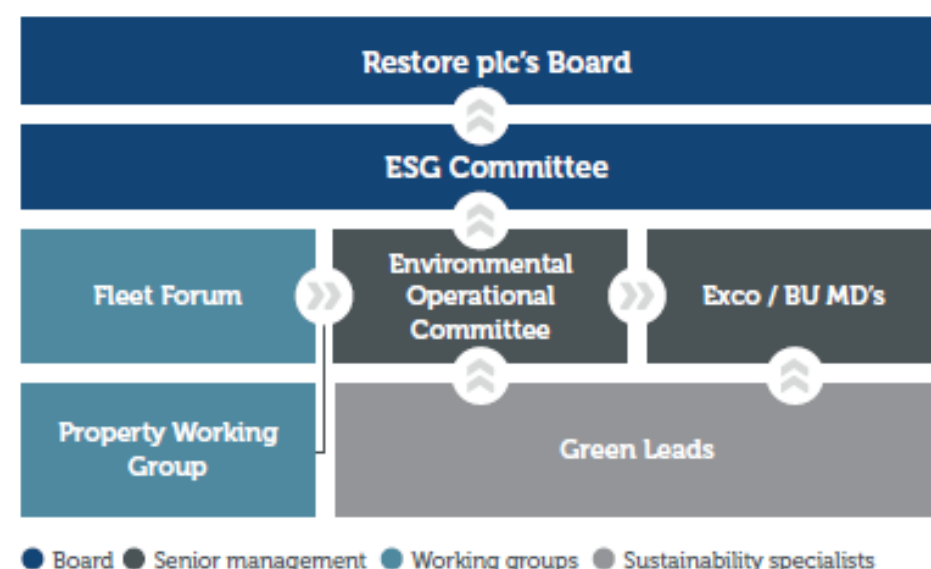 Restore plc's Board
ESG Committee
Fleet Forum
Environmental
Operational
Committee
Exco / BU MD's
Property Working
Group
Green Leads
Board
Senior management
Working groups
Sustainability specialists